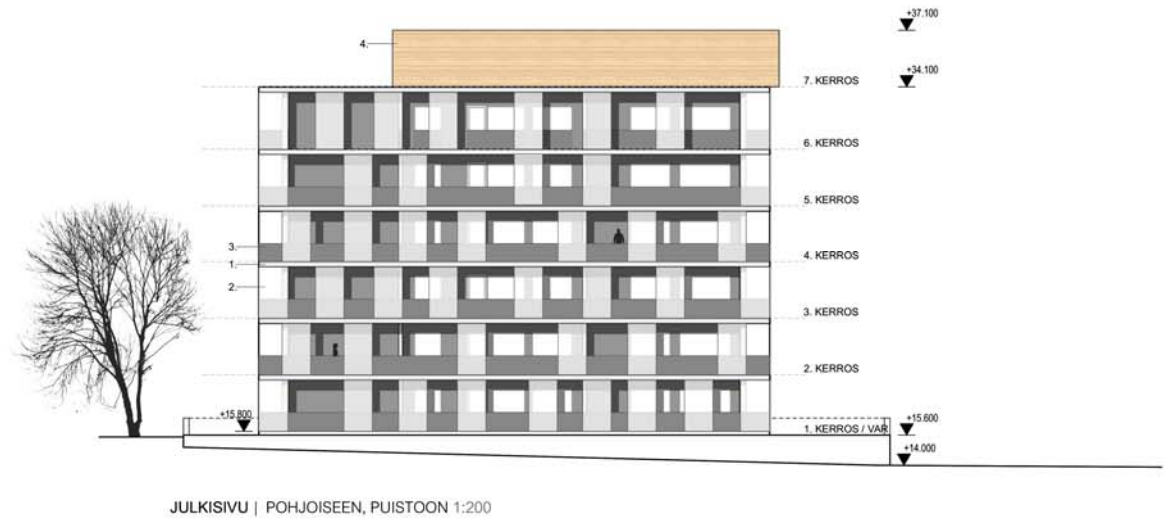 +37.100
4.
+34.100
7. KERROS
6. KERROS
5. KERROS
3.
1.
4. KERROS
2.
3. KERROS
2. KERROS
+15.800
+15.600
1. KERROS / VAR
+14.000
JULKISIVU | POHJOISEEN, PUISTOON 1:200